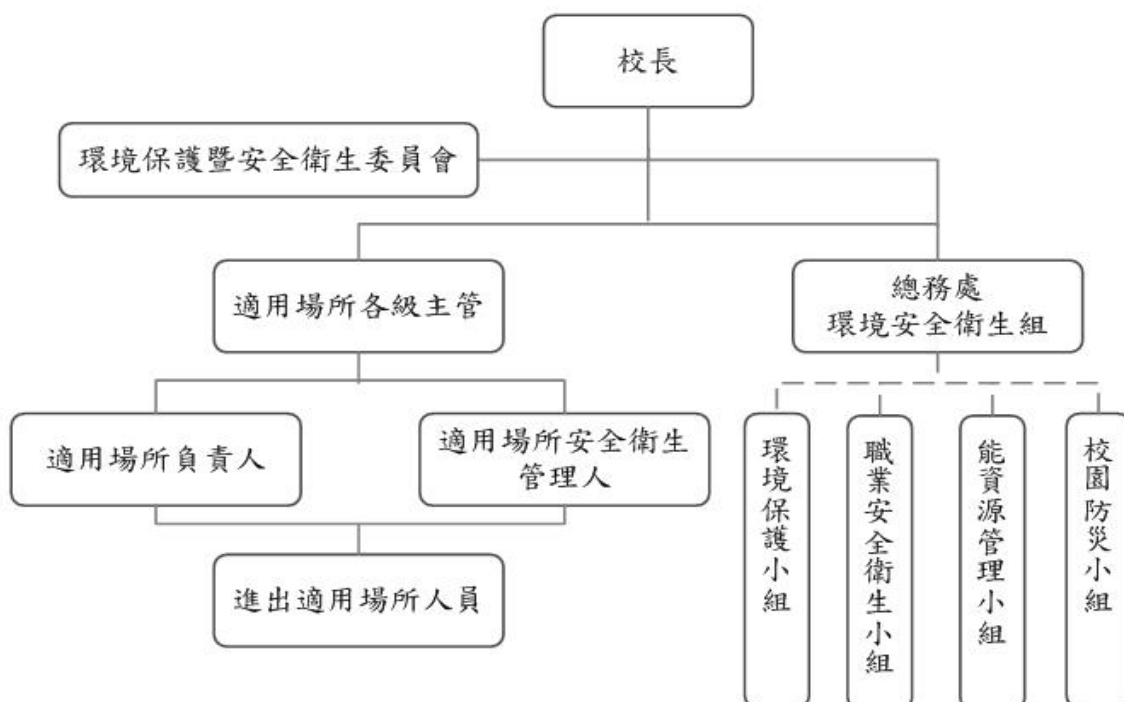 校長
環境保護暨安全衛生委員會
適用場所各級主管
總務處
環境安全衛生組
適用場所負責人
適用場所安全衛生
管理人
進出適用場所人員
環境保護小組
職業安全衛生小組
能資源管理小組
校園防災小組